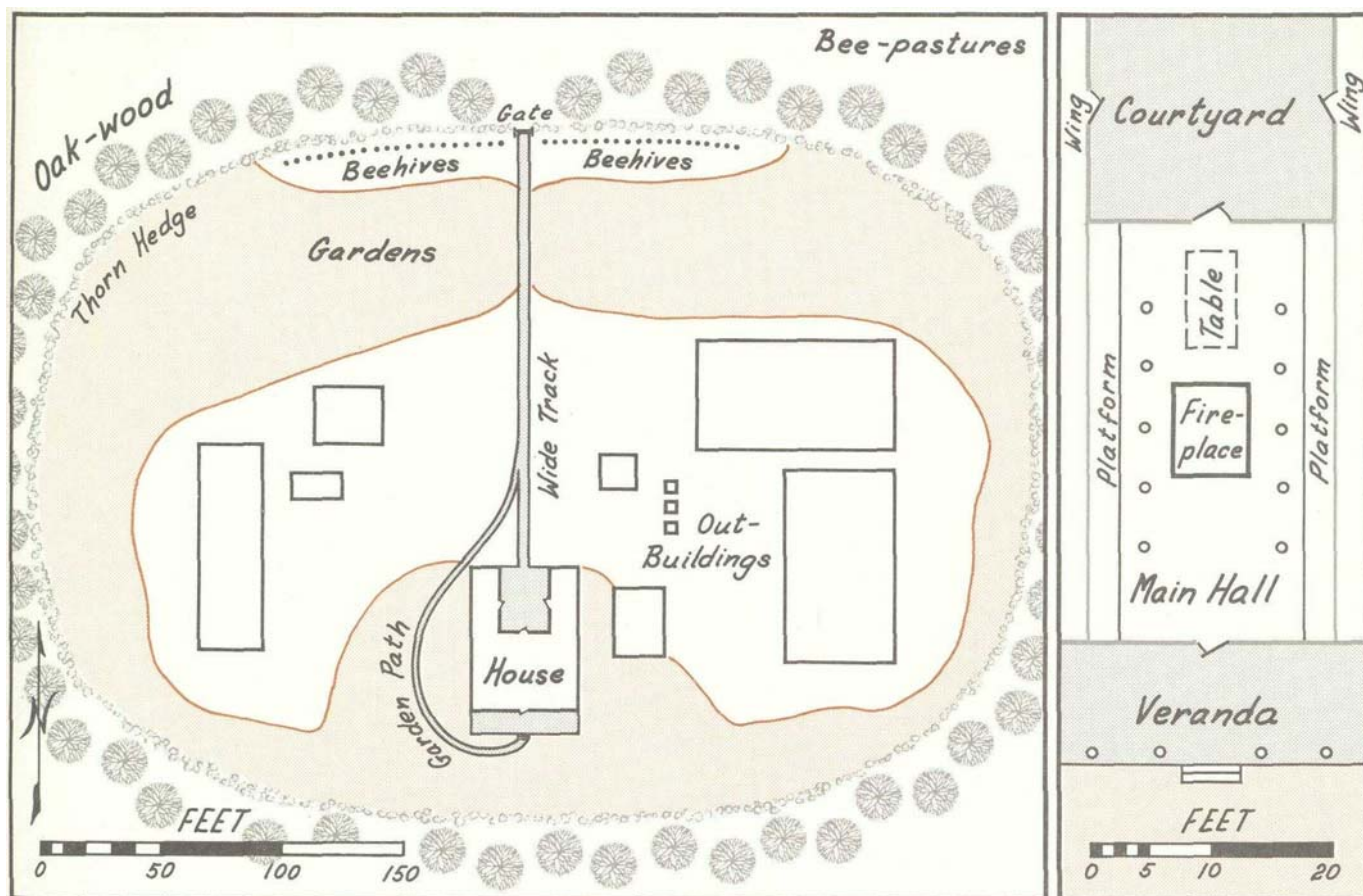 Bee-pastures
Oak-wood
Gate
Beehives
Beehives
Thorn Hedge
Gardens
Wide Track
Out-
Buildings
Garden Path
House
N
FEET
0 50 100 150
Wing
Courtyard
Wing
Table
Platform
Fire-
place
Platform
Main Hall
Veranda
FEET
0 5 10 20